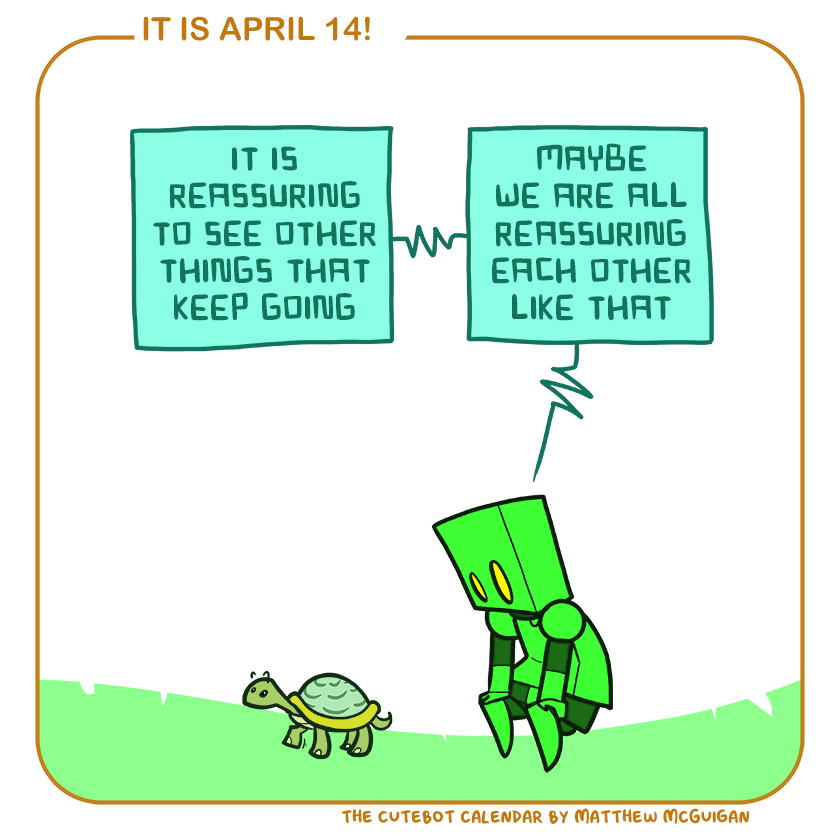 IT IS APRIL 14!
IT IS
REASSURING
TO SEE OTHER
THINGS THAT
KEEP GOING
MAYBE
WE ARE ALL
REASSURING
EACH OTHER
LIKE THAT
THE CUTEBOT CALENDAR BY MATTHEW MCGUIGAN